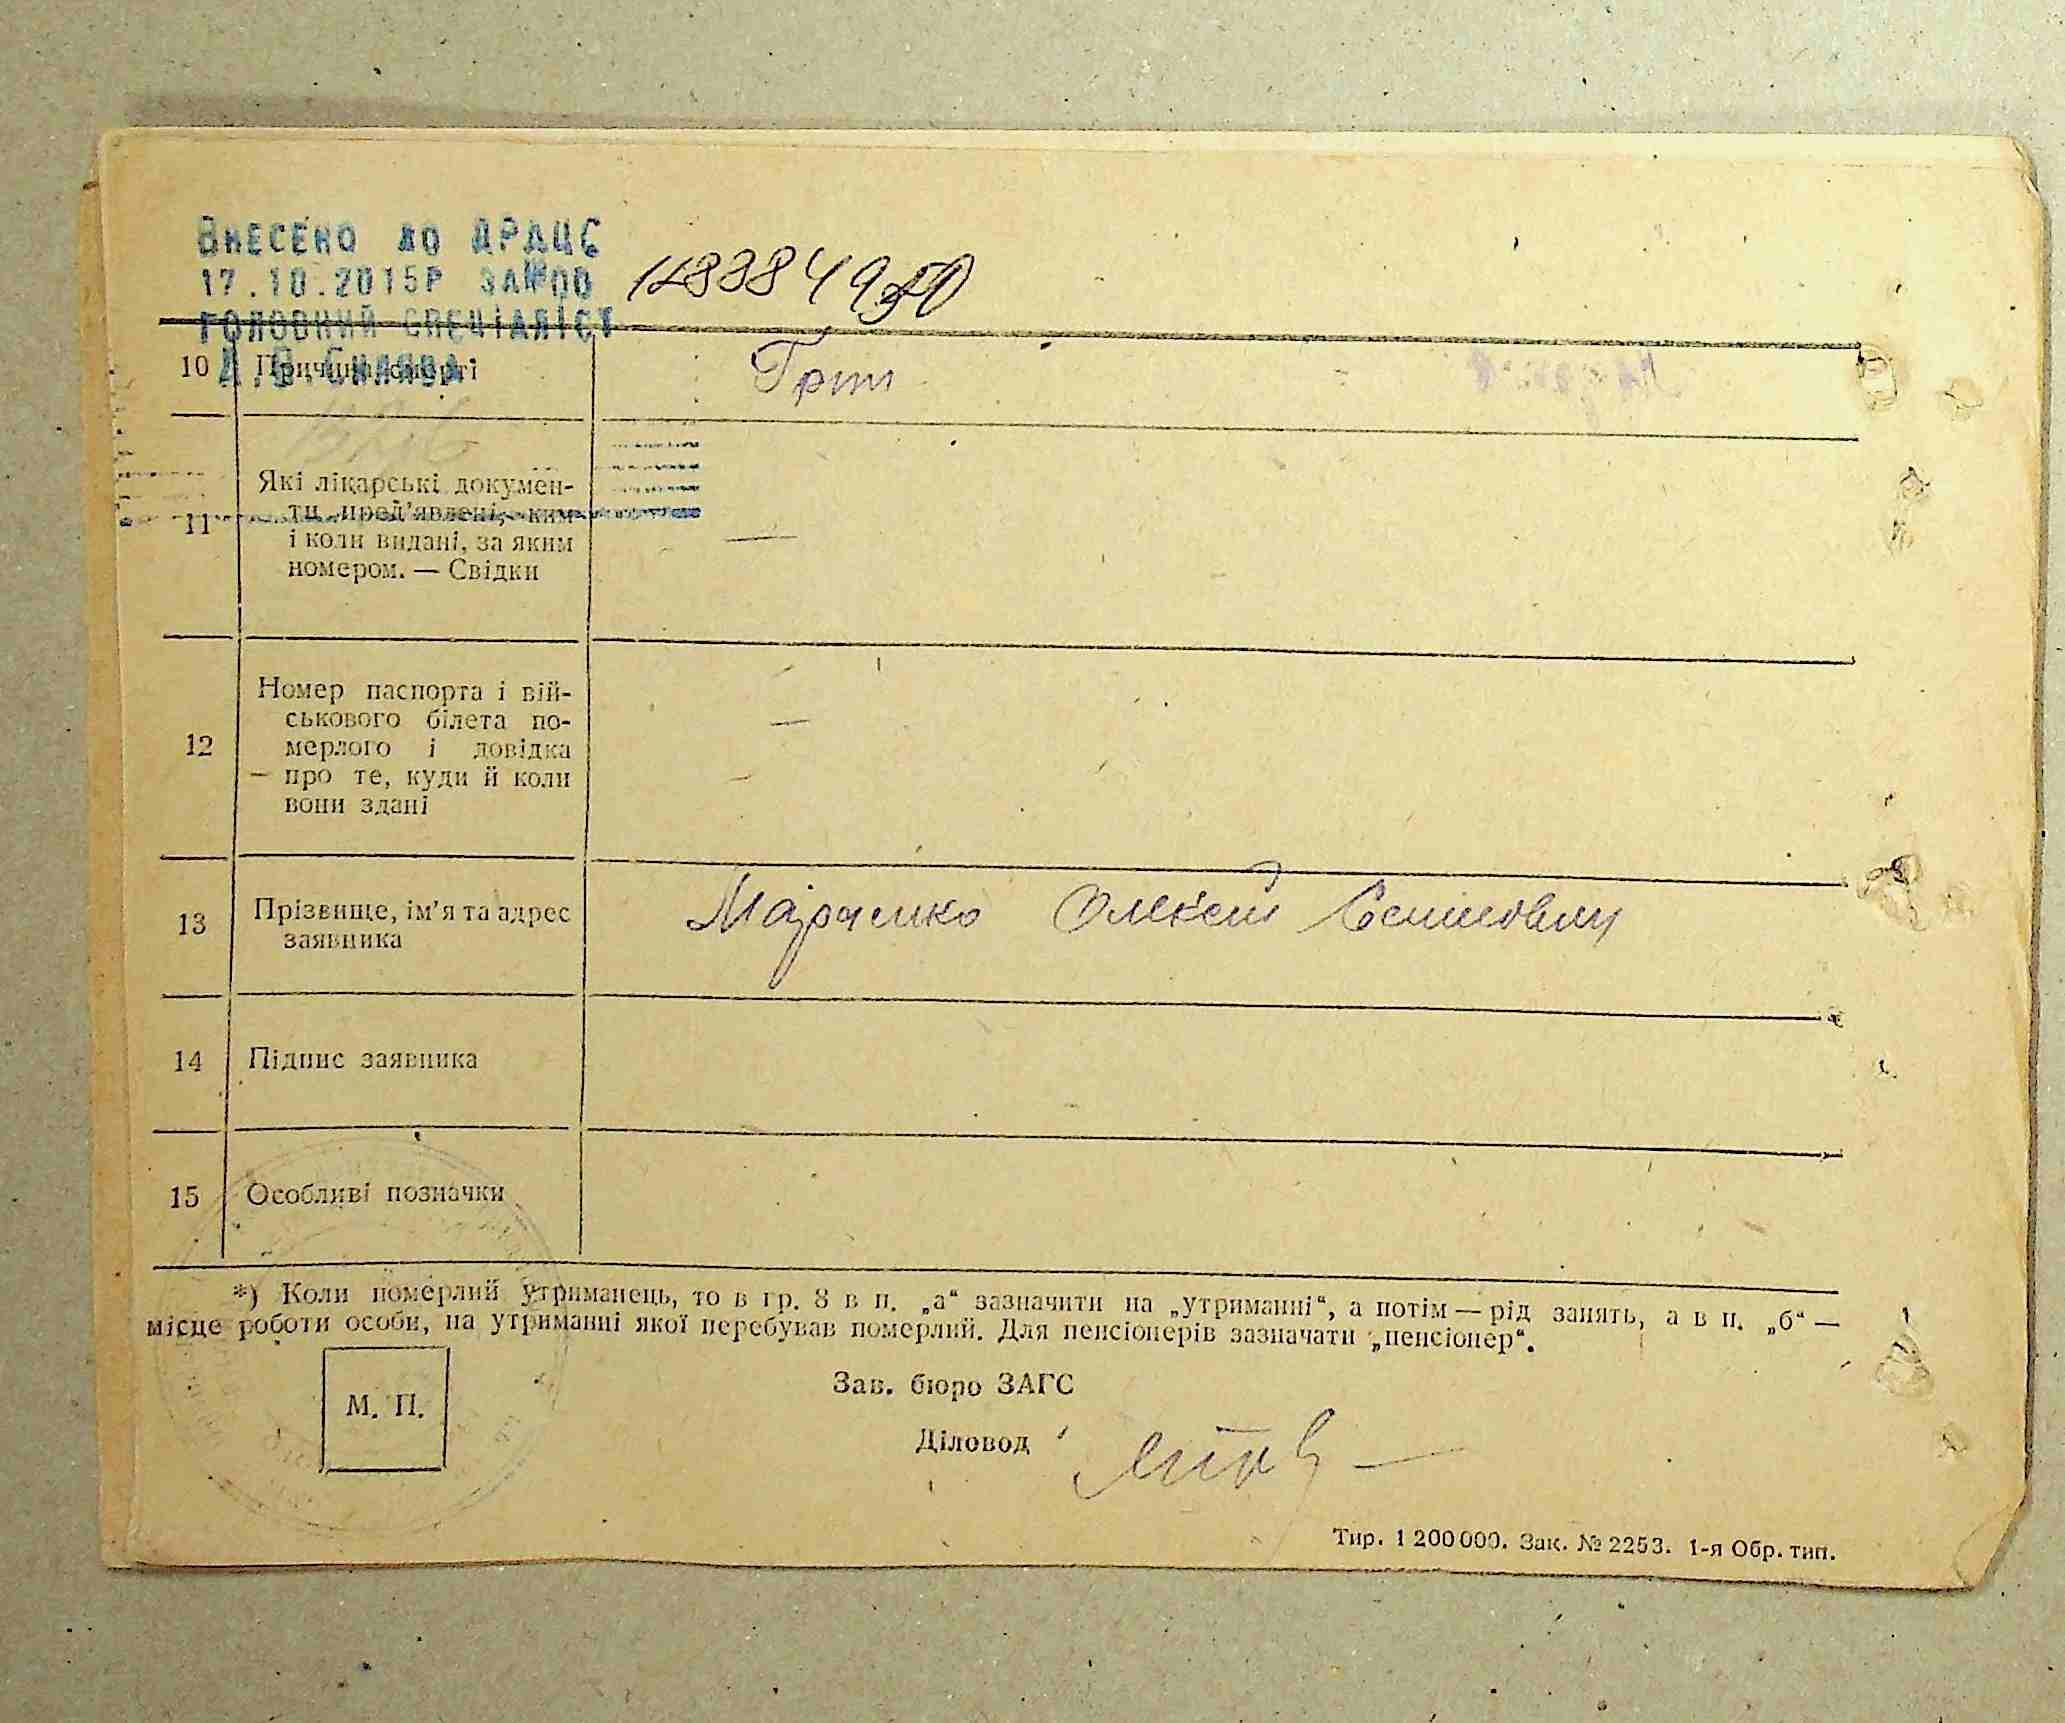 Внесено до ДРАЦС
17.10.2015р за №00
головний спеціаліст
10 Причина смерті
Грип
11 Які лікарські докумен-
ти пред'явлені, ким
і коли видані, за яким
номером. — Свідки
—
12 Номер паспорта і вій-
ськового білета по-
мерлого і довідка
про те, куди й коли
вони здані
—
13 Прізвище, ім'я та адрес
заявника
Марченко Олексій
14 Підпис заявника
15 Особливі позначки
*) Коли померлий утриманець, то в гр. 8 в п. „а“ зазначити на „утриманні“, а потім — рід занять, а в п. „б“ —
місце роботи особи, на утриманні якої перебував померлий. Для пенсіонерів зазначати „пенсіонер“.
М. П.
Зав. бюро ЗАГС
Діловод
Тир. 1 200 000. Зак. № 2253. 1-я Обр. тип.